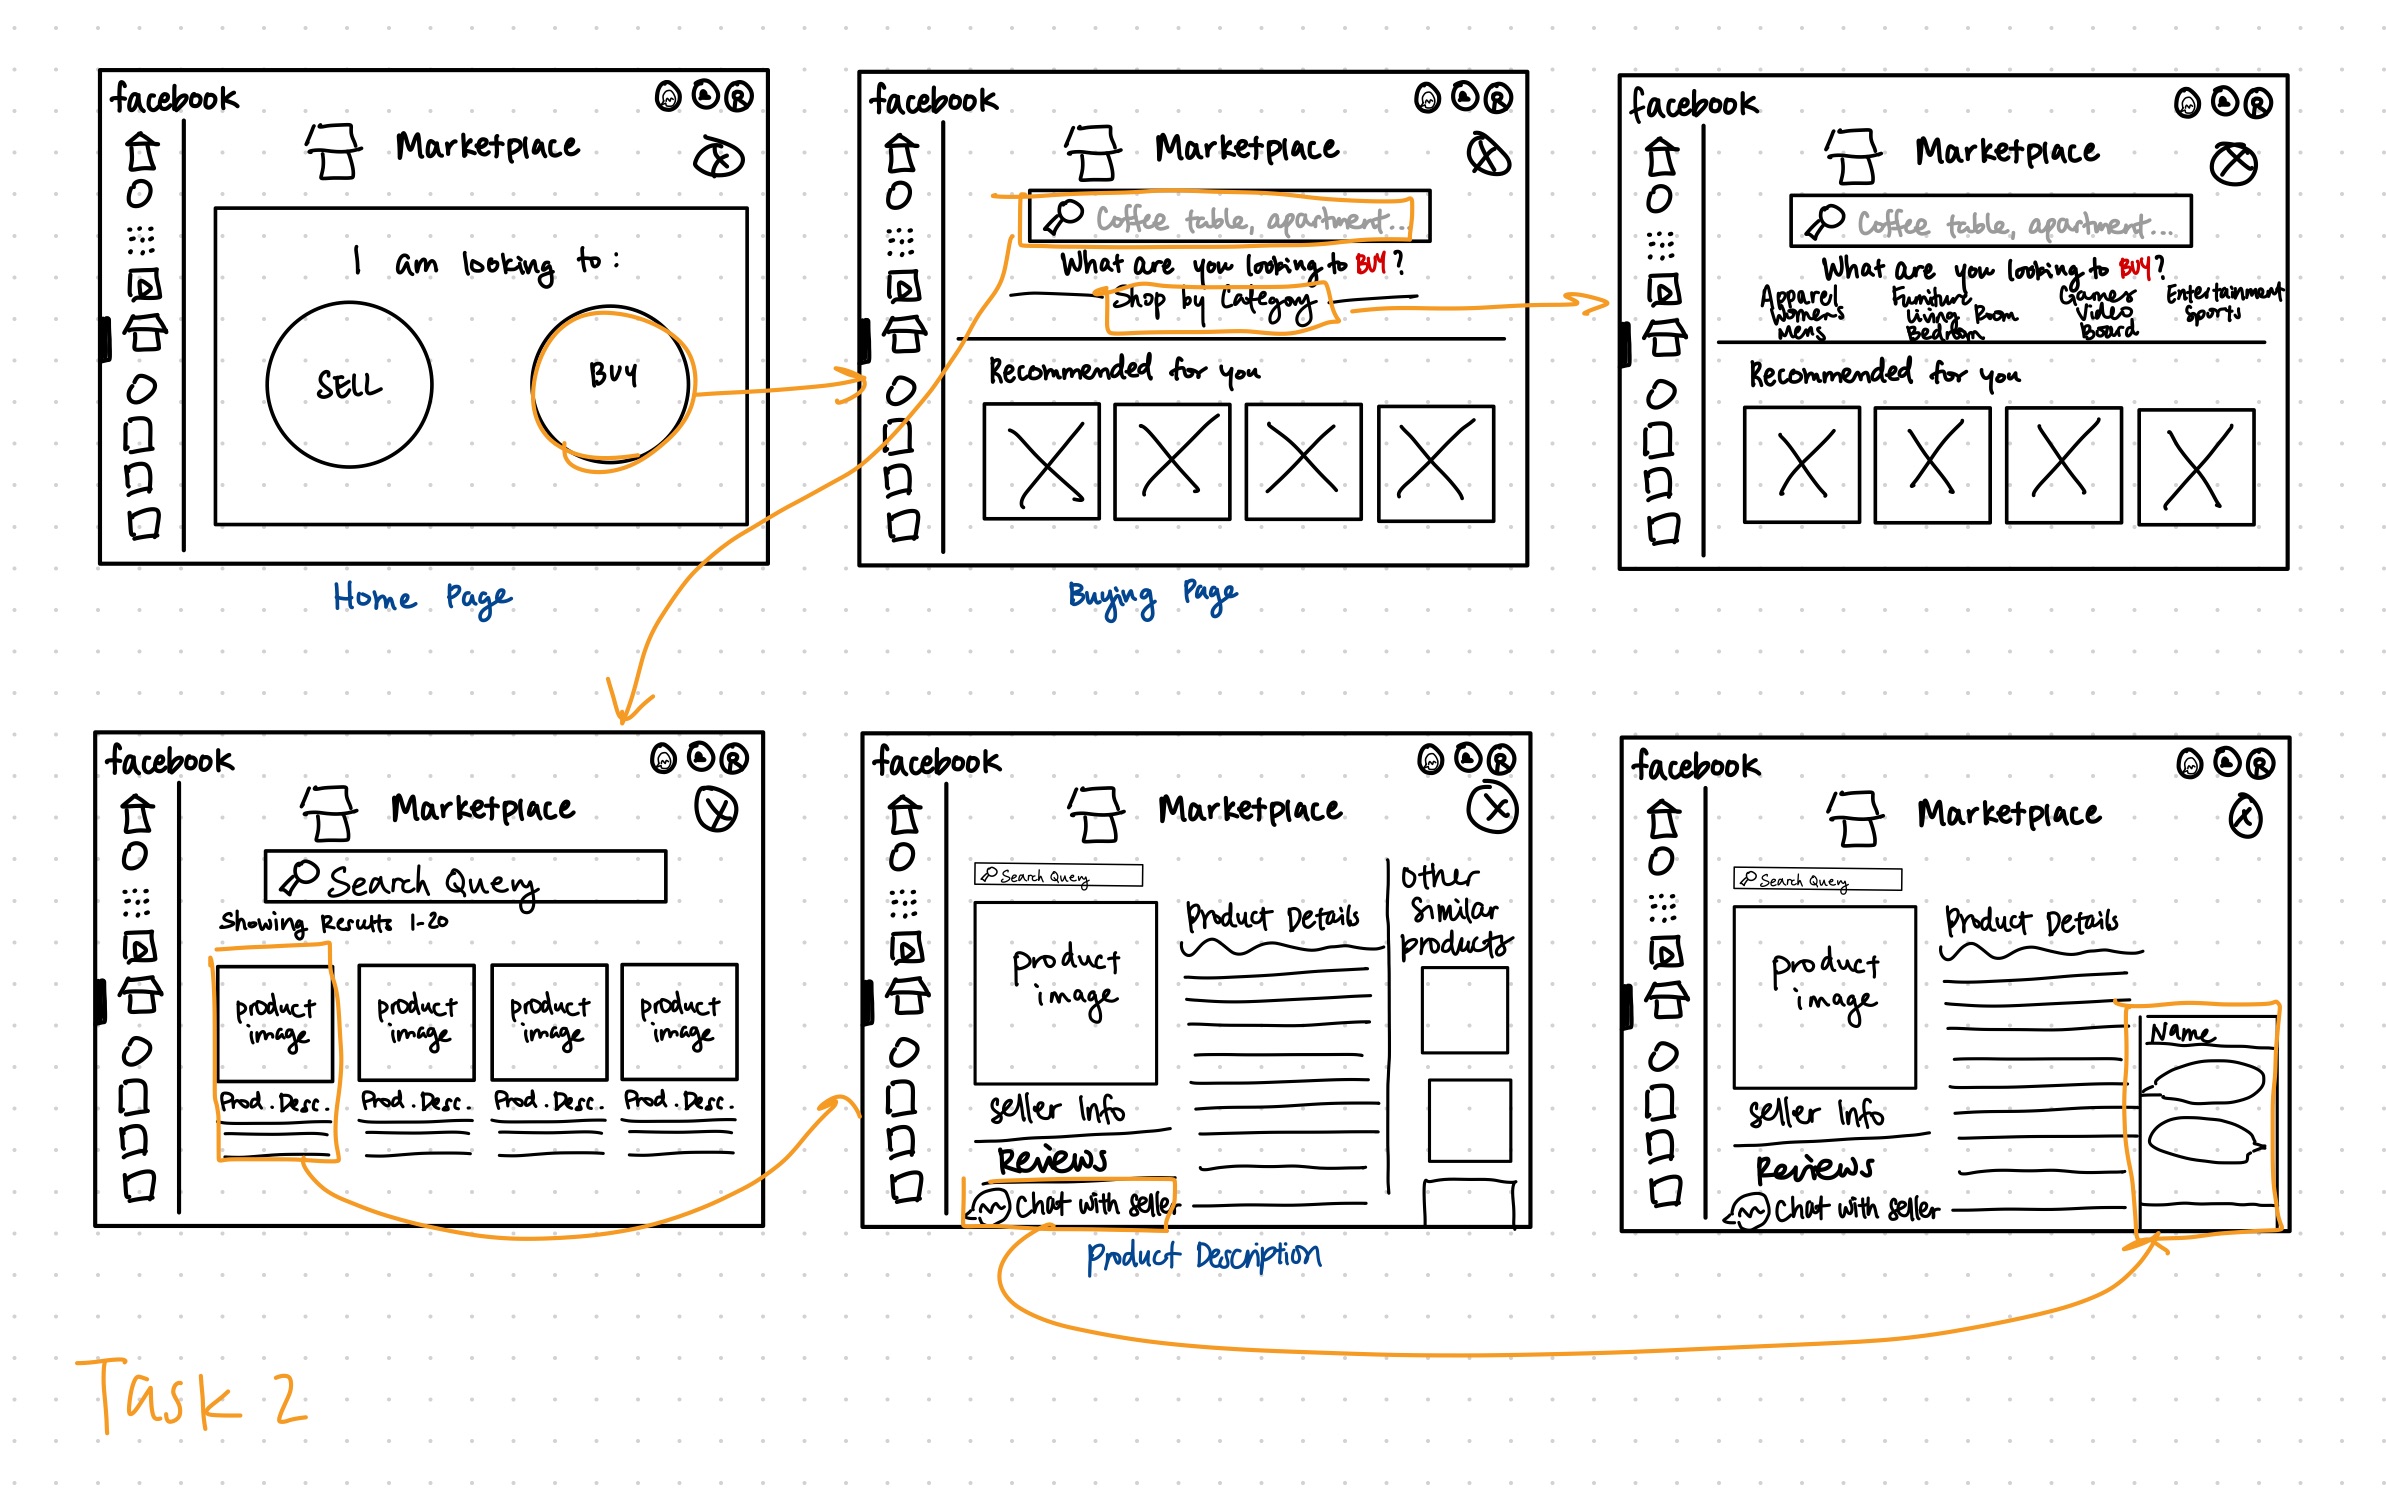 facebook
R
Marketplace
X
I am looking to:
SELL
BUY
Home Page
facebook
R
Marketplace
X
Coffee table, apartment...
What are you looking to BUY?
Shop by Category
Recommended for you
Buying Page
facebook
R
Marketplace
X
Coffee table, apartment...
What are you looking to BUY?
Apparel
Womens
Mens
Furniture
Living Room
Bedroom
Games
Video
Board
Entertainment
Sports
Recommended for you
facebook
R
Marketplace
X
Search Query
Showing Results 1-20
product
image
product
image
product
image
product
image
Prod. Desc.
Prod. Desc.
Prod. Desc.
Prod. Desc.
facebook
R
Marketplace
X
Search Query
product
image
Seller Info
Reviews
Chat with Seller
Product Details
Other
Similar
products
Product Description
facebook
R
Marketplace
X
Search Query
product
image
Seller Info
Reviews
Chat with Seller
Product Details
Name
Task 2